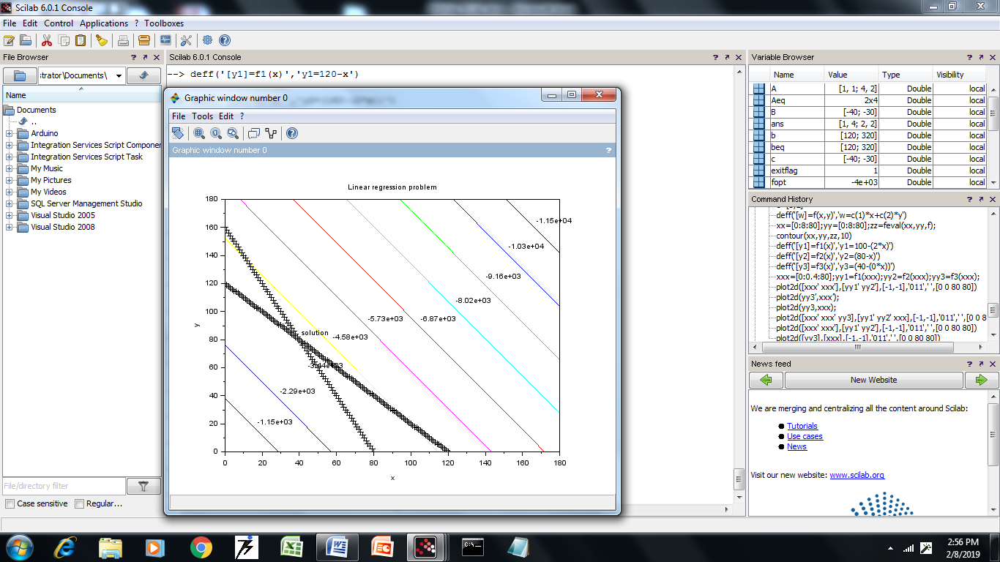 Scilab 6.0.1 Console
File Edit Control Applications ? Toolboxes
File Browser ? Scilab 6.0.1 Console ? Variable Browser ?
:trator\Documents\
Name
Documents
..
Arduino
Integration Services Script Componen
Integration Services Script Task
My Music
My Pictures
My Videos
SQL Server Management Studio
Visual Studio 2005
Visual Studio 2008
File/directory filter
Case sensitive Regular...
--> deff('[y1]=f1(x)','y1=120-x')
Graphic window number 0
File Tools Edit ?
Graphic window number 0 ?
Linear regression problem
180
160
140
120
100
80
60
40
20
0
y
-1.15e+04
-1.03e+04
-9.16e+03
-8.02e+03
-5.73e+03 -6.87e+03
solution -4.58e+03
-2.29e+03
-1.15e+03
0 20 40 60 80 100 120 140 160 180
x
Name Value Type Visibility
A [1, 1; 4, 2] Double local
Aeq 2x4 Double local
B [-40; -30] Double local
ans [1, 4; 2, 2] Double local
b [120; 320] Double local
beq [120; 320] Double local
c [-40; -30] Double local
exitflag 1 Double local
fopt -4e+03 Double local
Command History ?
deff('[w]=f(x,y)','w=c(1)*x+c(2)*y')
xx=[0:8:80];yy=[0:8:80];zz=feval(xx,yy,f);
contour(xx,yy,zz,10)
deff('[y1]=f1(x)','y1=100-(2*x)')
deff('[y2]=f2(x)','y2=(80-x)')
deff('[y3]=f3(x)','y3=(40-(0*x))')
xxx=[0:0.4:80];yy1=f1(xxx);yy2=f2(xxx);yy3=f3(xxx);
plot2d([xxx' xxx'],[yy1' yy2'],[-1,-1],'011',' ',[0 0 80 80])
plot2d(yy3',xxx');
plot2d(yy3,xxx);
plot2d([xxx' xxx' yy3],[yy1' yy2' xxx],[-1,-1],'011',' ',[0 0 8
plot2d([xxx' xxx'],[yy1' yy2'],[-1,-1],'011',' ',[0 0 80 80])
plot2d([yy3],[xxx],[-1,-1],'011',' ',[0 0 80 80])
News feed ?
New Website
We are merging and centralizing all the content around Scilab:
Tutorials
Use cases
News
Visit our new website: www.scilab.org
2:56 PM
2/8/2019